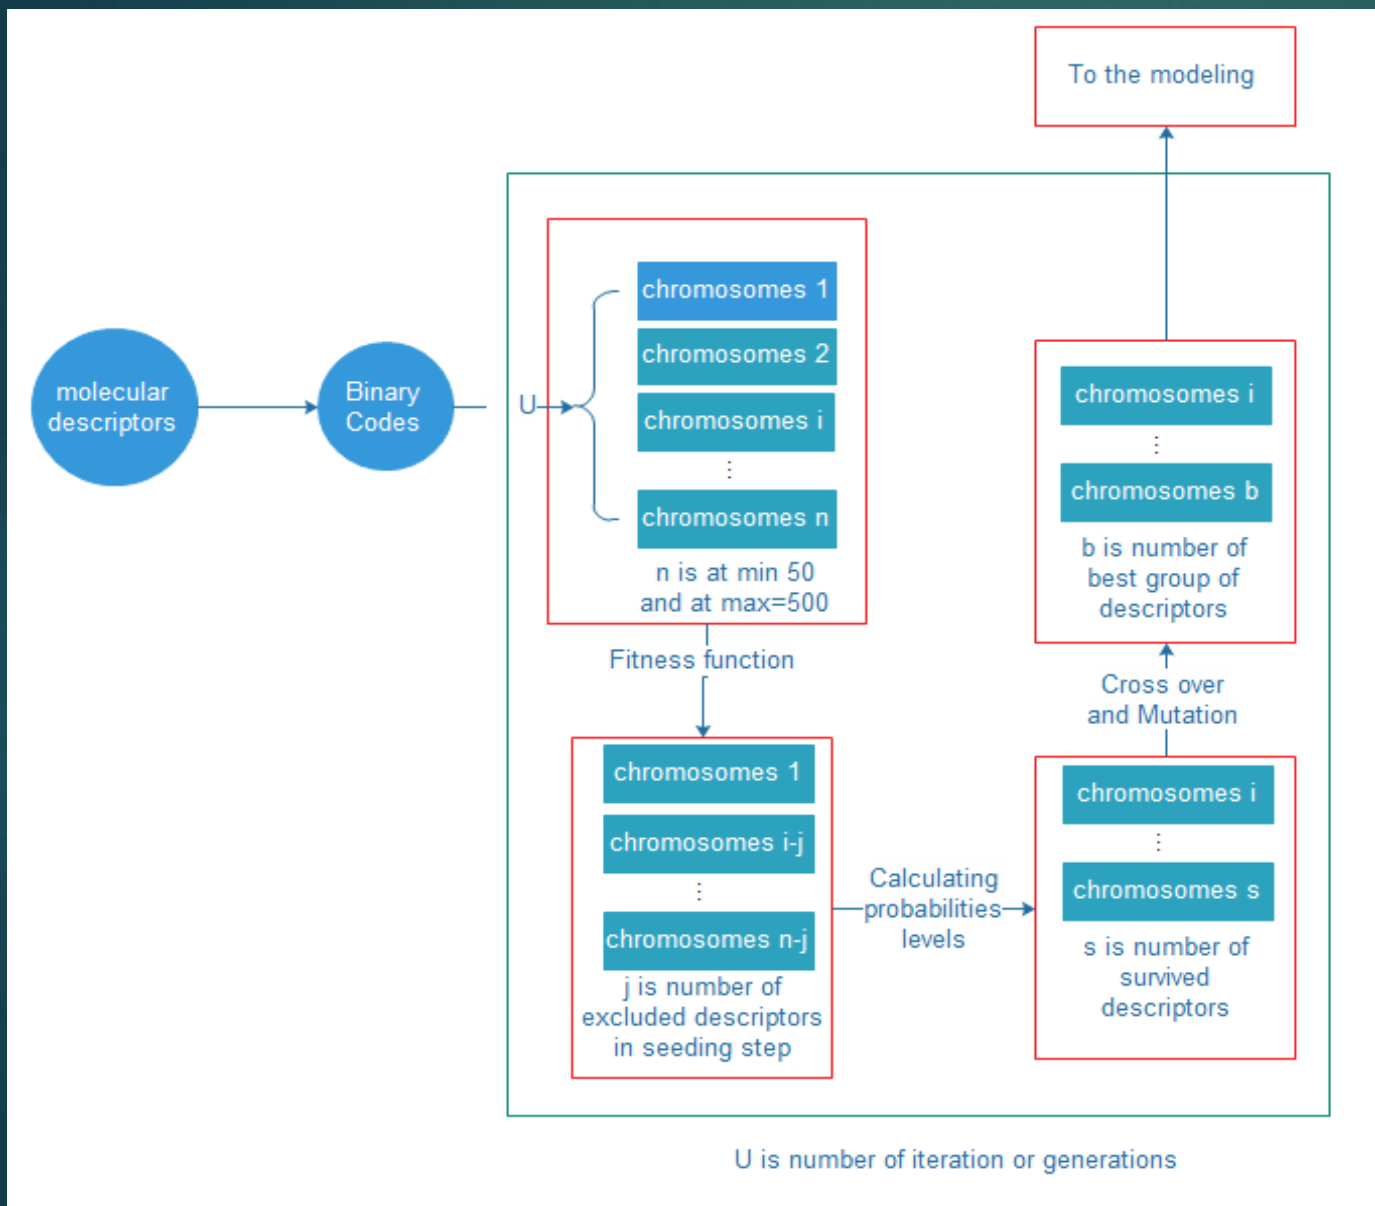 molecular
descriptors
Binary
Codes
U
chromosomes 1
chromosomes 2
chromosomes i
⋮
chromosomes n
n is at min 50
and at max=500
Fitness function
chromosomes 1
chromosomes i-j
⋮
chromosomes n-j
j is number of
excluded descriptors
in seeding step
Calculating
probabilities
levels
chromosomes i
⋮
chromosomes s
s is number of
survived
descriptors
Cross over
and Mutation
chromosomes i
⋮
chromosomes b
b is number of
best group of
descriptors
To the modeling
U is number of iteration or generations